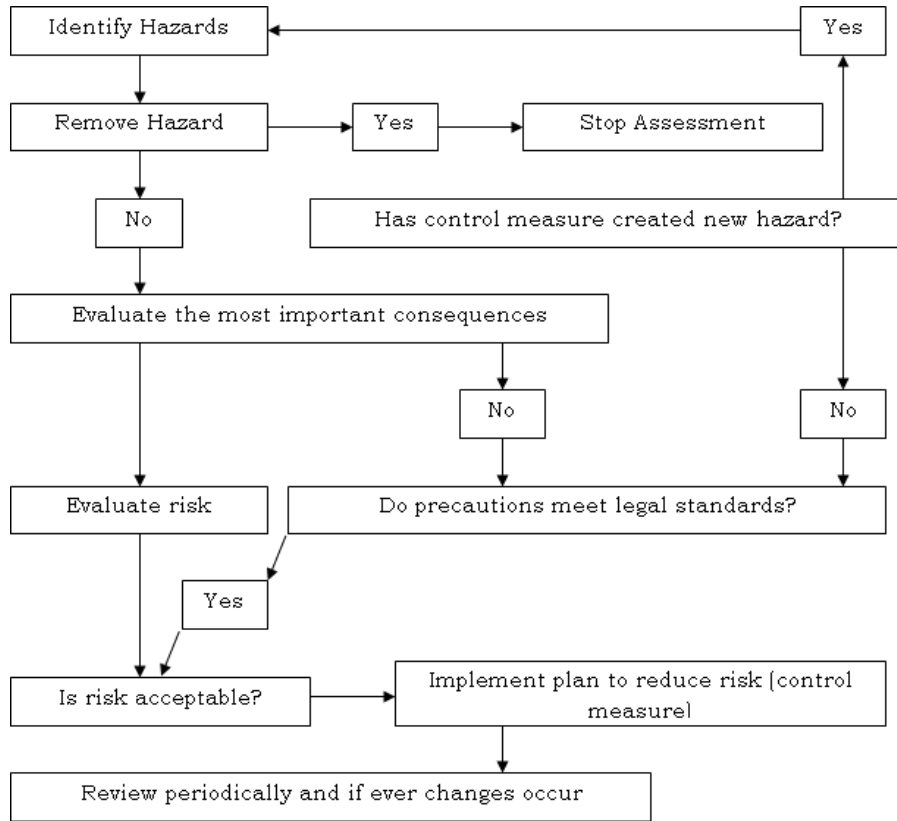 Identify Hazards
Yes
Remove Hazard
Yes
Stop Assessment
No
Has control measure created new hazard?
Evaluate the most important consequences
No
No
Evaluate risk
Do precautions meet legal standards?
Yes
Is risk acceptable?
Implement plan to reduce risk (control
measure)
Review periodically and if ever changes occur